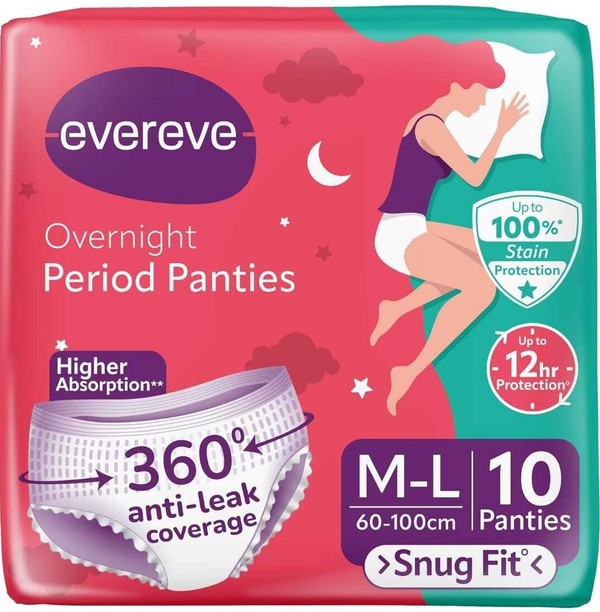 evereve
Overnight
Period Panties
Up to
100%*
Stain
Protection
Up to
12hr
Protection°
Higher
Absorption**
360°
anti-leak
coverage
M-L
60-100cm
10
Panties
>Snug Fit°<